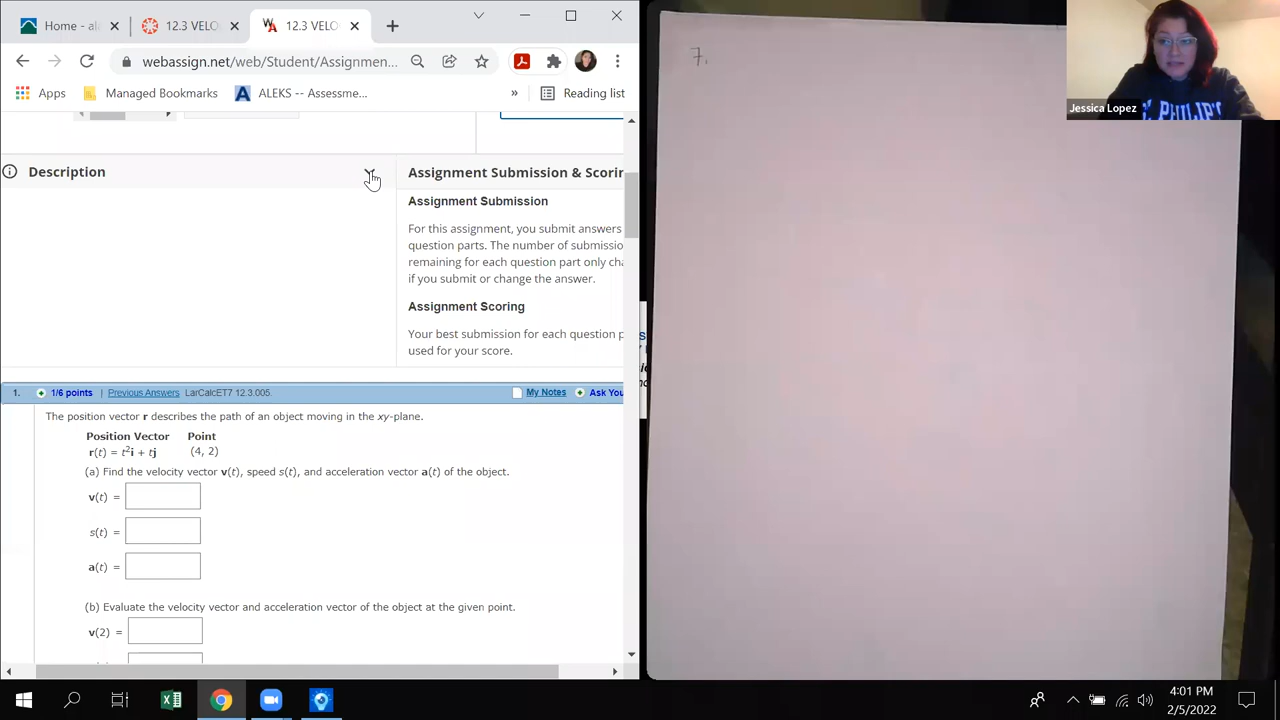 Home - ala
12.3 VELO
12.3 VELO
webassign.net/web/Student/Assignmen...
Apps
Managed Bookmarks
ALEKS -- Assessme...
»
Reading list
Description
Assignment Submission & Scorin
Assignment Submission
For this assignment, you submit answers
question parts. The number of submissio
remaining for each question part only cha
if you submit or change the answer.
Assignment Scoring
Your best submission for each question p
used for your score.
1. 1/6 points | Previous Answers LarCalcET7 12.3.005.
My Notes
Ask You
The position vector r describes the path of an object moving in the xy-plane.
Position Vector Point
r(t) = t²i + tj (4, 2)
(a) Find the velocity vector v(t), speed s(t), and acceleration vector a(t) of the object.
v(t) =
s(t) =
a(t) =
(b) Evaluate the velocity vector and acceleration vector of the object at the given point.
v(2) =
7.
Jessica Lopez
4:01 PM
2/5/2022